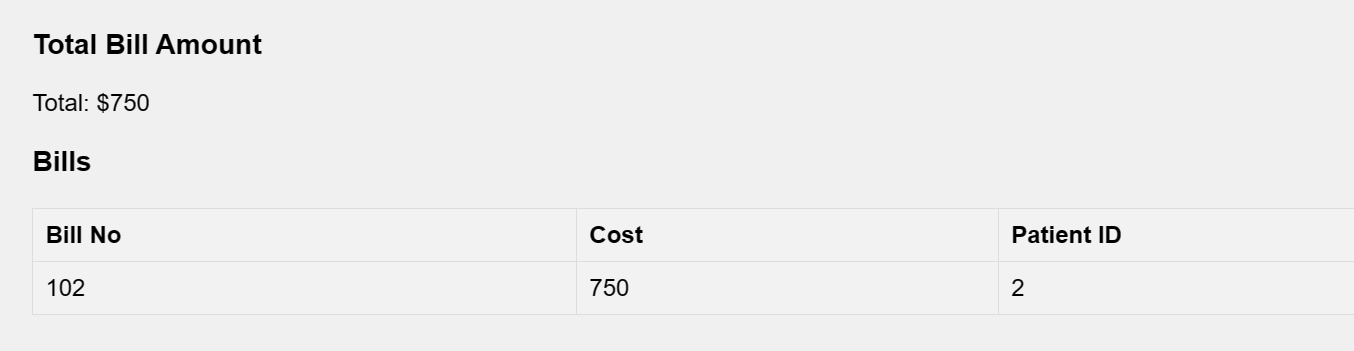 Total Bill Amount
Total: $750
Bills
Bill No Cost Patient ID
102 750 2